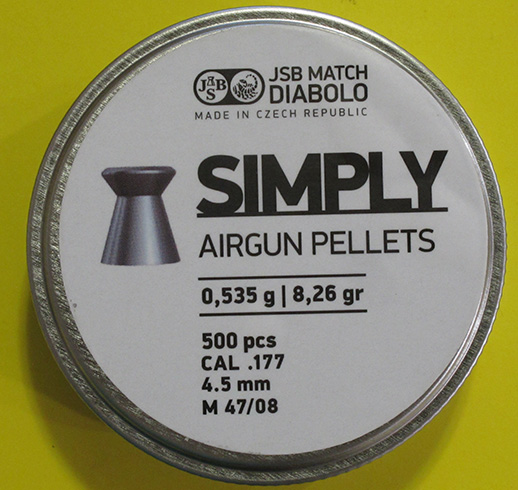 JSB
JSB MATCH
DIABOLO
MADE IN CZECH REPUBLIC
SIMPLY
AIRGUN PELLETS
0,535 g | 8,26 gr
500 pcs
CAL .177
4.5 mm
M 47/08